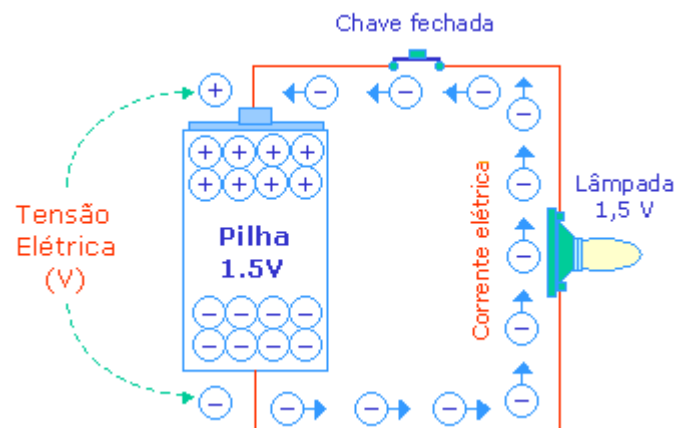 Chave fechada
Tensão
Elétrica
(V)
+
−
+ + + +
+ + + +
Pilha
1.5V
− − − −
− − − −
− − −
− − −
−
−
−
−
−
Corrente elétrica
Lâmpada
1,5 V